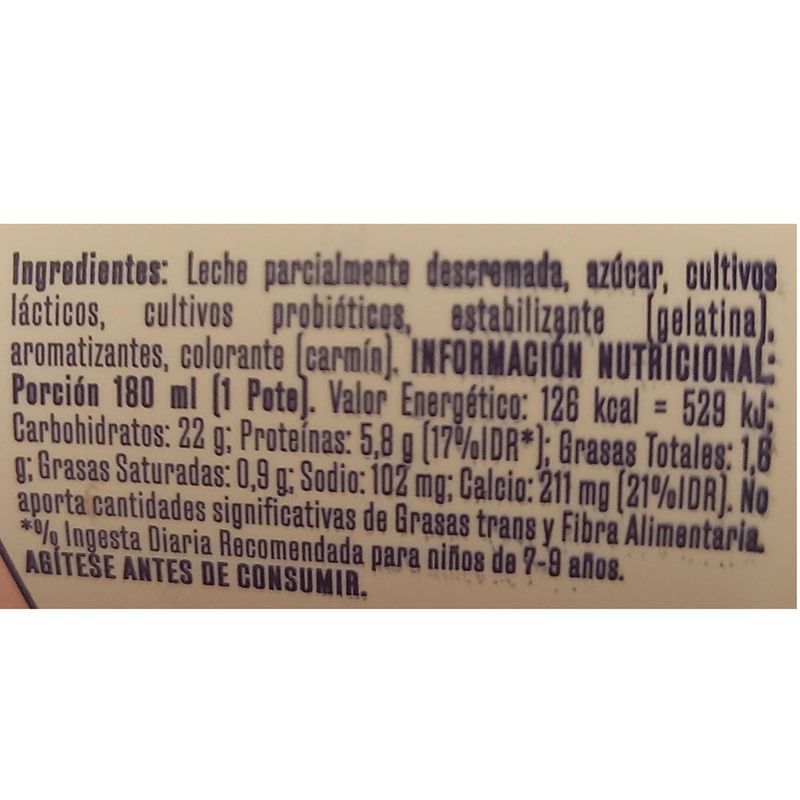 Ingredientes: Leche parcialmente descremada, azúcar, cultivos
lácticos, cultivos probióticos, estabilizante (gelatina),
aromatizantes, colorante (carmín). INFORMACIÓN NUTRICIONAL:
Porción 180 ml (1 Pote). Valor Energético: 126 kcal = 529 kJ;
Carbohidratos: 22 g; Proteínas: 5,8 g (17%IDR*); Grasas Totales: 1,6
g; Grasas Saturadas: 0,9 g; Sodio: 102 mg; Calcio: 211 mg (21%IDR). No
aporta cantidades significativas de Grasas trans y Fibra Alimentaria.
*% Ingesta Diaria Recomendada para niños de 7-9 años.
AGÍTESE ANTES DE CONSUMIR.